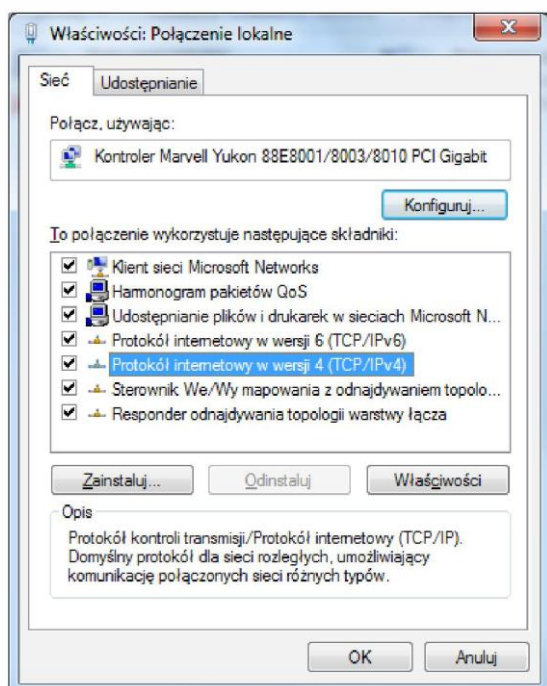 Właściwości: Połączenie lokalne
Sieć
Udostępnianie
Połącz, używając:
Kontroler Marvell Yukon 88E8001/8003/8010 PCI Gigabit
Konfiguruj...
To połączenie wykorzystuje następujące składniki:
Klient sieci Microsoft Networks
Harmonogram pakietów QoS
Udostępnianie plików i drukarek w sieciach Microsoft N...
Protokół internetowy w wersji 6 (TCP/IPv6)
Protokół internetowy w wersji 4 (TCP/IPv4)
Sterownik We/Wy mapowania z odnajdywaniem topolo...
Responder odnajdywania topologii warstwy łącza
Zainstaluj...
Odinstaluj
Właściwości
Opis
Protokół kontroli transmisji/Protokół internetowy (TCP/IP).
Domyślny protokół dla sieci rozległych, umożliwiający
komunikację połączonych sieci różnych typów.
OK
Anuluj